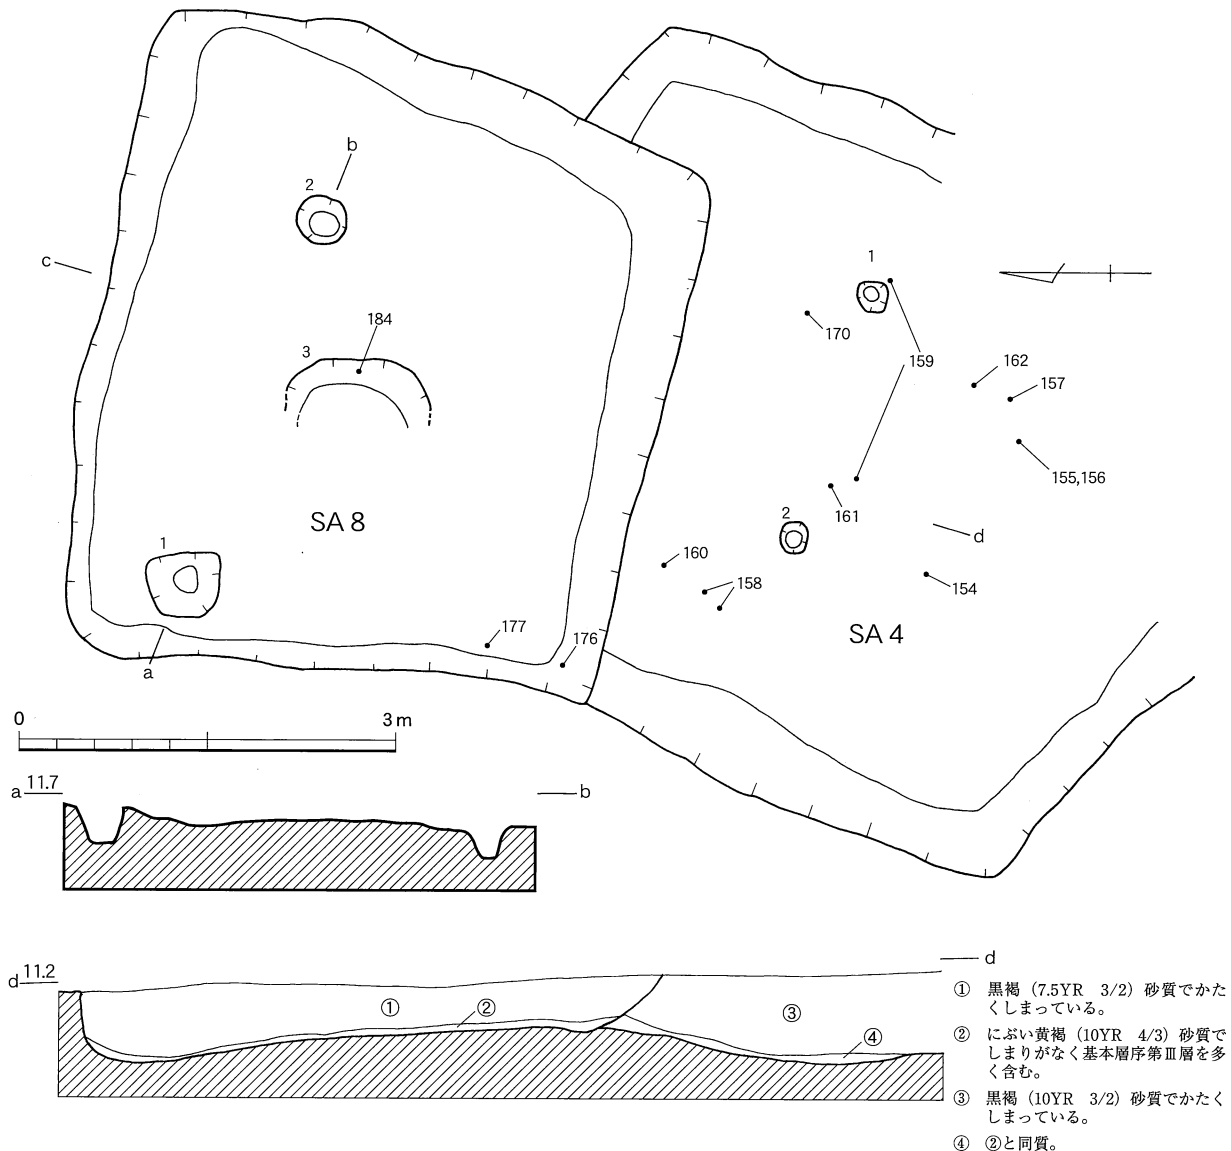 b
2
c
1
184
3
170
159
162
157
155,156
161
SA 8
2
d
1
160
158
154
SA 4
177
176
a
0 3 m
a 11.7 b
d 11.2 d
① ②
③
④
① 黒褐（7.5YR 3/2）砂質でかた
くしまっている。
② にぶい黄褐（10YR 4/3）砂質で
しまりがなく基本層序第Ⅲ層を多
く含む。
③ 黒褐（10YR 3/2）砂質でかたく
しまっている。
④ ②と同質。